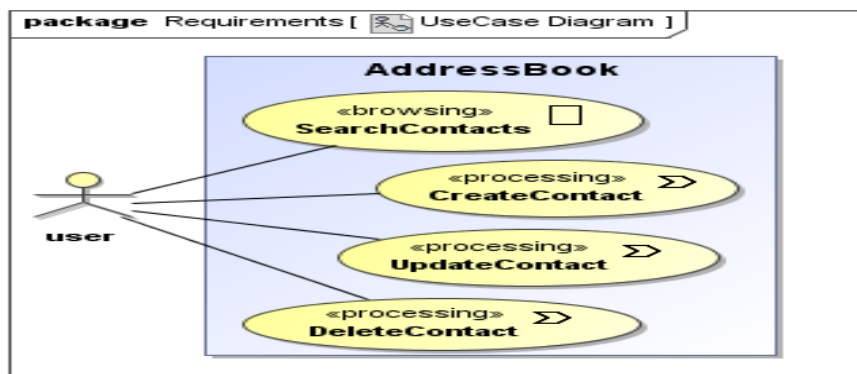 package Requirements [ UseCase Diagram ]
AddressBook
«browsing»
SearchContacts
«processing»
CreateContact
user
«processing»
UpdateContact
«processing»
DeleteContact